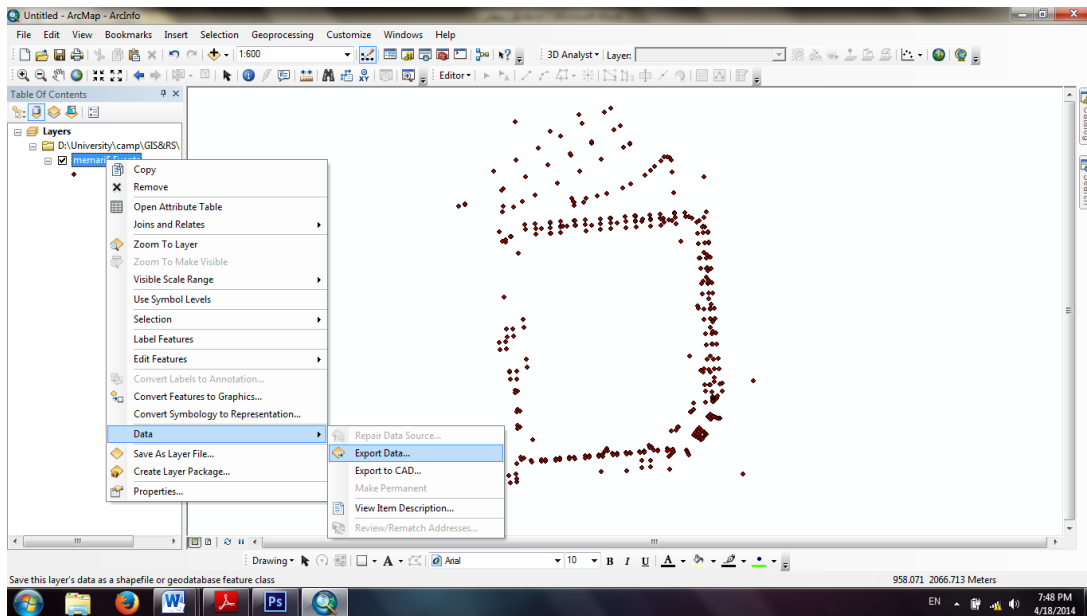 Untitled - ArcMap - ArcInfo
File Edit View Bookmarks Insert Selection Geoprocessing Customize Windows Help
1:600
3D Analyst Layer:
Editor
Table Of Contents
Layers
D:\University\camp\GIS&RS\
Copy
Remove
Open Attribute Table
Joins and Relates
Zoom To Layer
Zoom To Make Visible
Visible Scale Range
Use Symbol Levels
Selection
Label Features
Edit Features
Convert Labels to Annotation...
Convert Features to Graphics...
Convert Symbology to Representation...
Data
Save As Layer File...
Create Layer Package...
Properties...
Repair Data Source...
Export Data...
Export to CAD...
Make Permanent
View Item Description...
Review/Rematch Addresses...
Catalog
Search
Drawing A Arial 10 B I U A
Save this layer's data as a shapefile or geodatabase feature class
958.071 2066.713 Meters
W Ps
EN
7:48 PM
4/18/2014